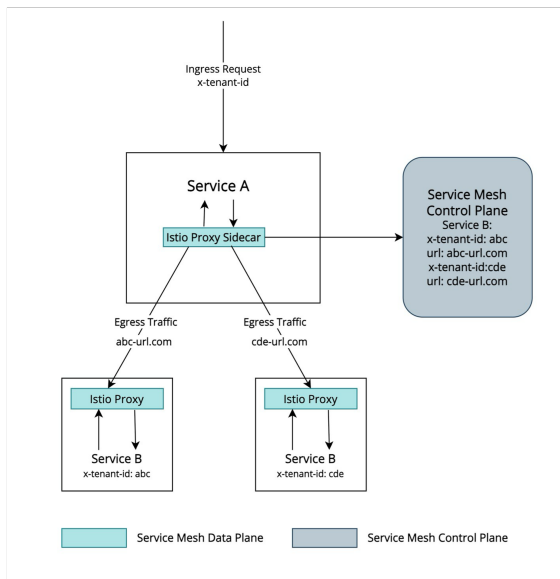 Ingress Request
x-tenant-id
Service A
Istio Proxy Sidecar
Service Mesh
Control Plane
Service B:
x-tenant-id: abc
url: abc-url.com
x-tenant-id:cde
url: cde-url.com
Egress Traffic
abc-url.com
Egress Traffic
cde-url.com
Istio Proxy
Service B
x-tenant-id: abc
Istio Proxy
Service B
x-tenant-id: cde
Service Mesh Data Plane
Service Mesh Control Plane